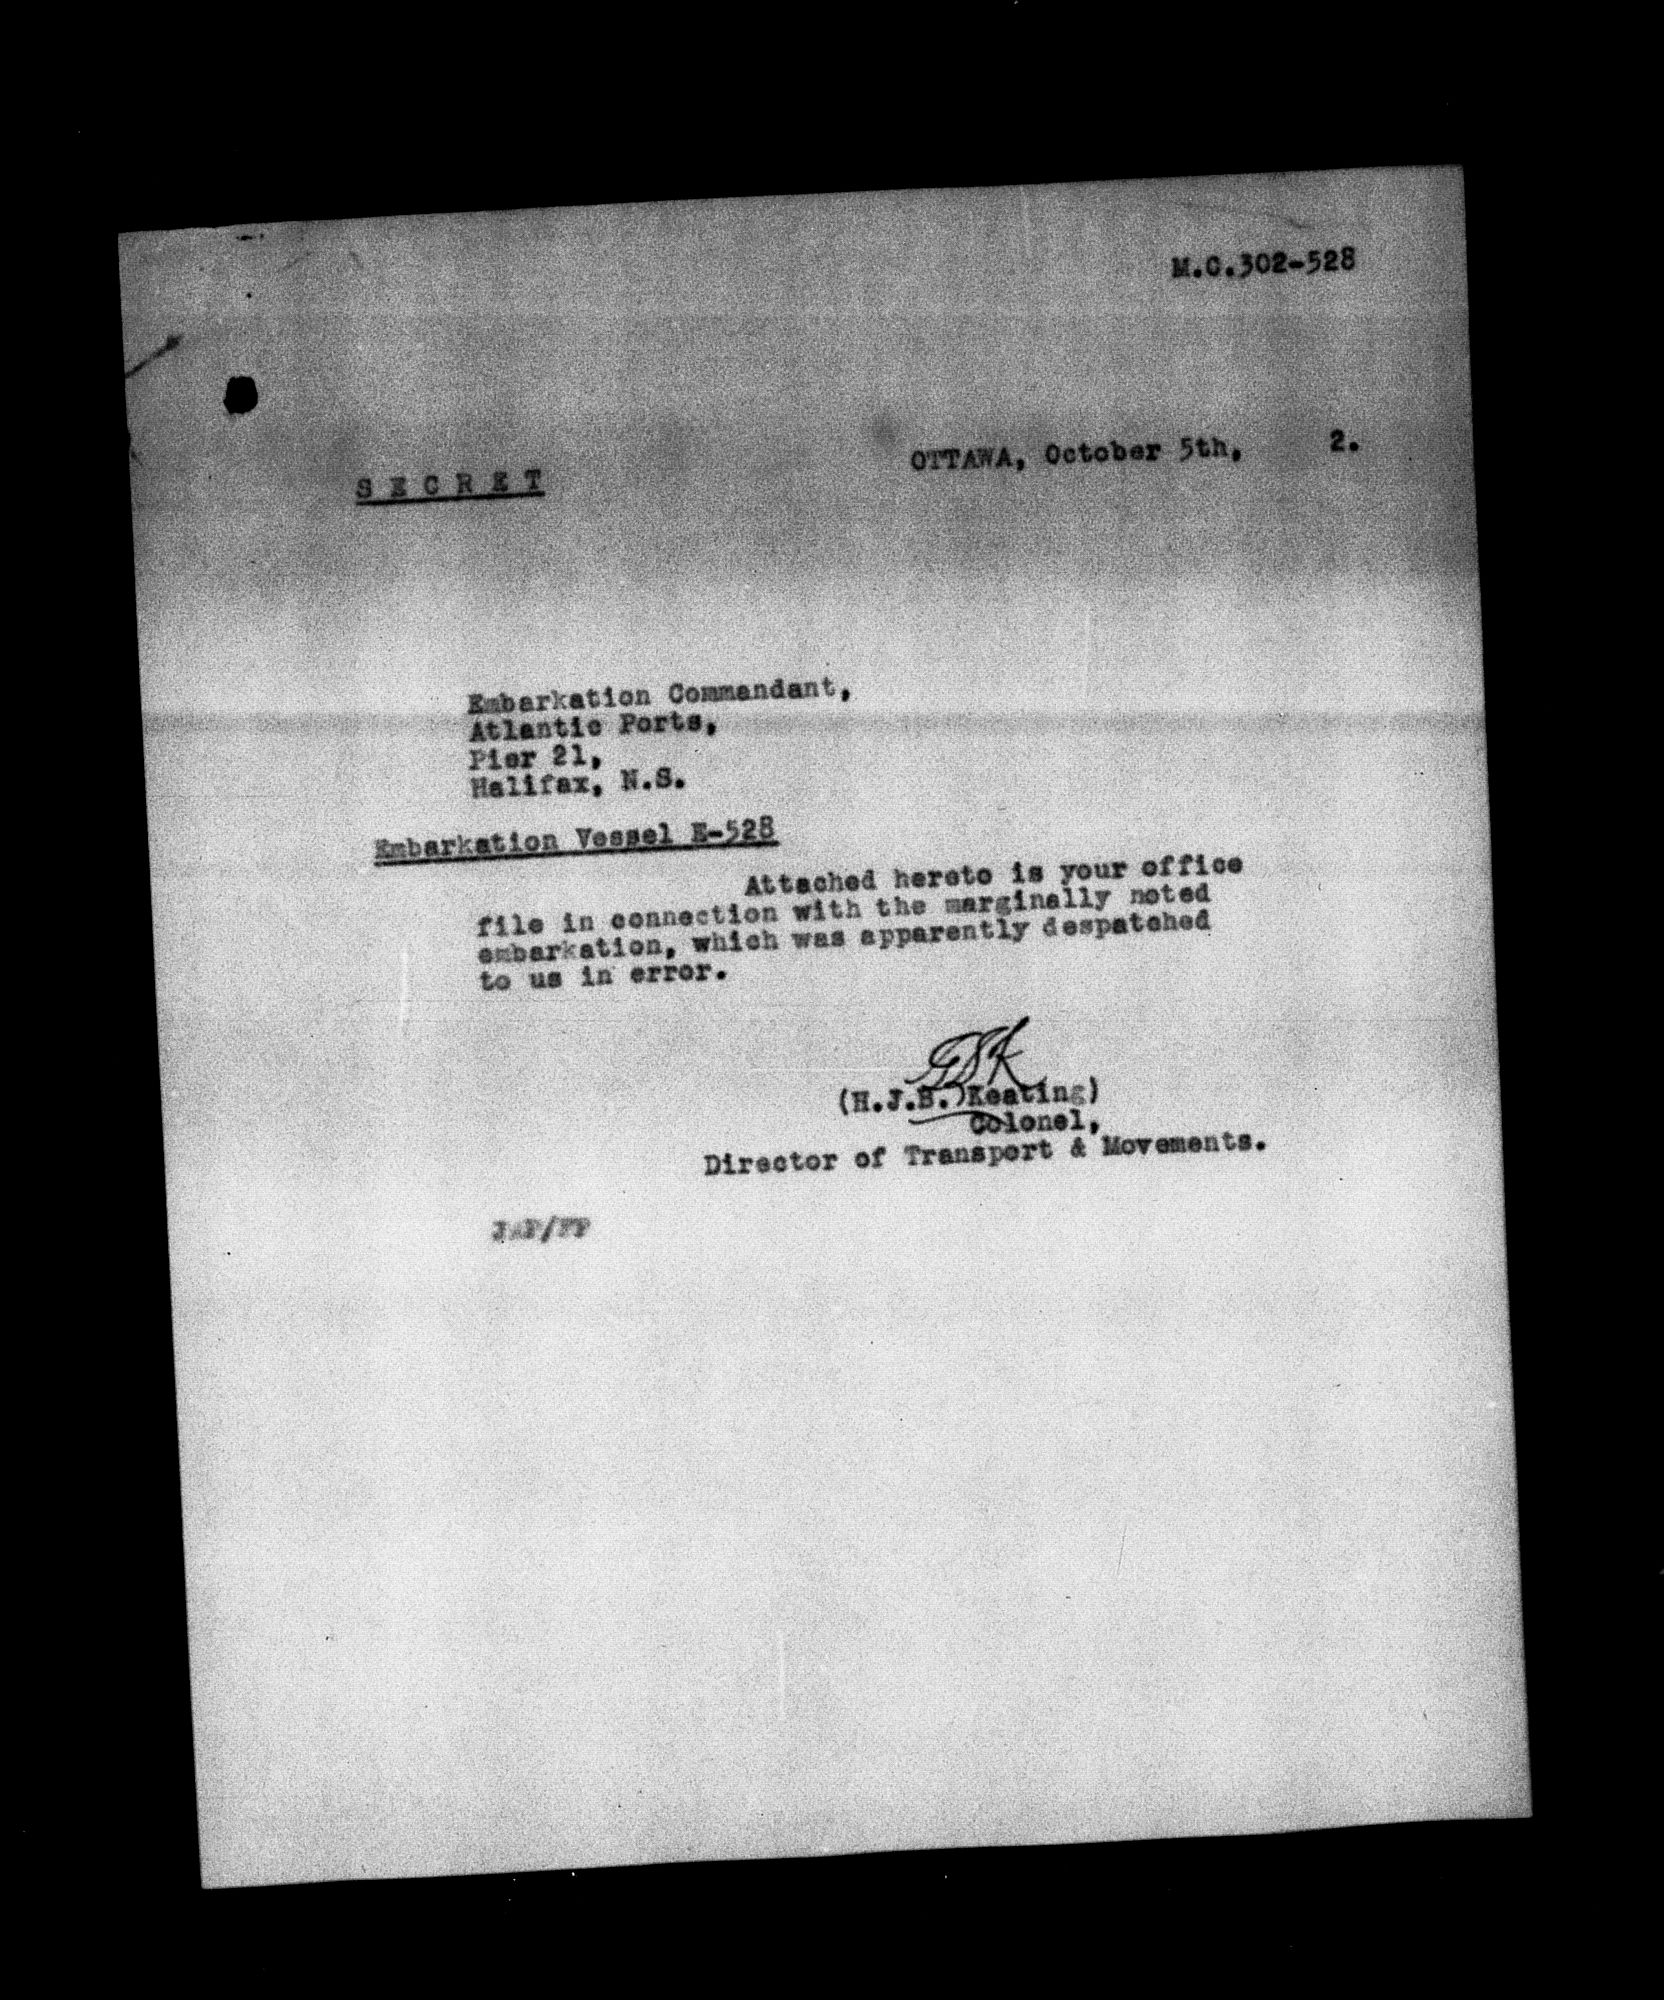 M.C.302-528
OTTAWA, October 5th, 2.
S E C R E T
Embarkation Commandant,
Atlantic Ports,
Pier 21,
Halifax, N.S.
Embarkation Vessel E-528
Attached hereto is your office
file in connection with the marginally noted
embarkation, which was apparently despatched
to us in error.
(H.J.B. Keating)
Colonel,
Director of Transport & Movements.